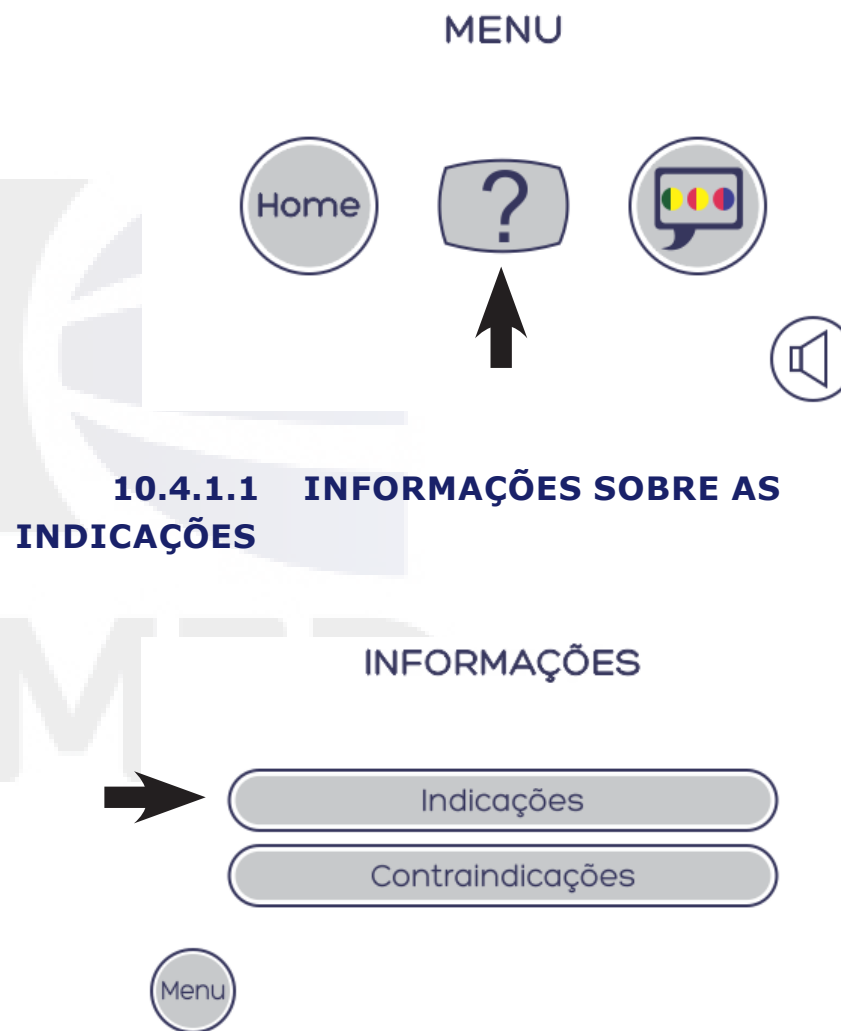 MENU
Home
?
10.4.1.1 INFORMAÇÕES SOBRE AS
INDICAÇÕES
INFORMAÇÕES
Indicações
Contraindicações
Menu